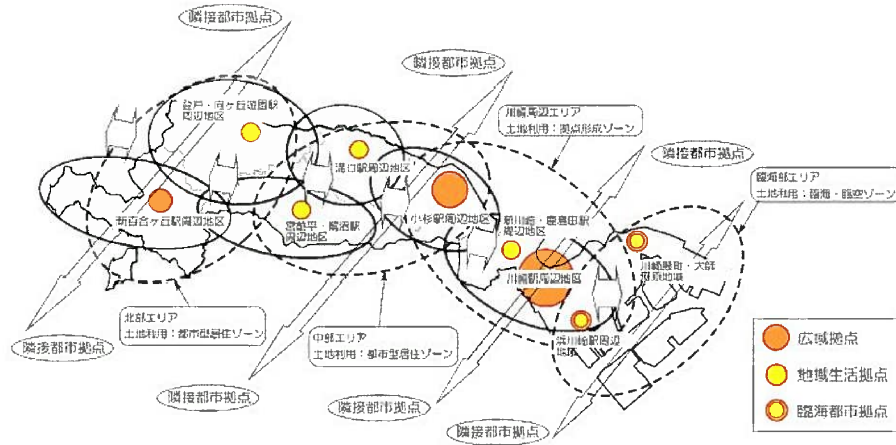 隣接都市拠点
隣接都市拠点
登戸・向ヶ丘遊園駅
周辺地区
溝口駅周辺地区
川崎周辺エリア
土地利用：拠点形成ゾーン
隣接都市拠点
臨海部エリア
土地利用：臨海・臨空ゾーン
新百合ヶ丘駅周辺地区
宮前平・鷺沼駅
周辺地区
小杉駅周辺地区
新川崎・鹿島田駅
周辺地区
川崎駅周辺地区
川崎殿町・大師
河原地域
浜川崎駅周辺
地域
北部エリア
土地利用：都市型居住ゾーン
中部エリア
土地利用：都市型居住ゾーン
隣接都市拠点
隣接都市拠点
隣接都市拠点
隣接都市拠点
広域拠点
地域生活拠点
臨海都市拠点